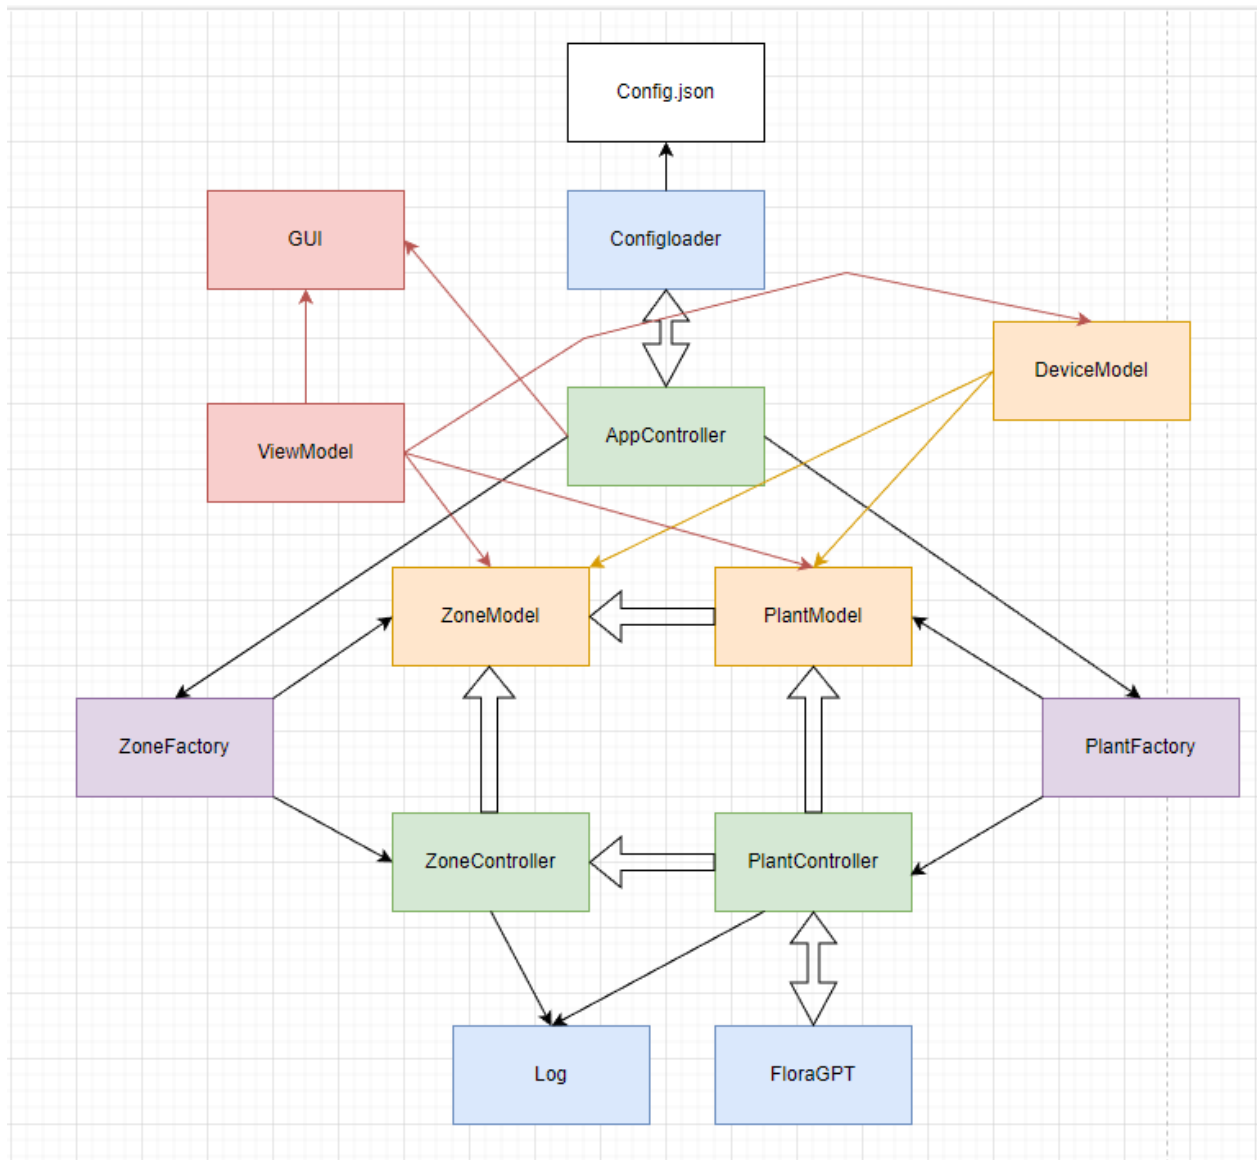 Config.json
GUI
Configloader
DeviceModel
AppController
ViewModel
ZoneModel
PlantModel
ZoneFactory
PlantFactory
ZoneController
PlantController
Log
FloraGPT